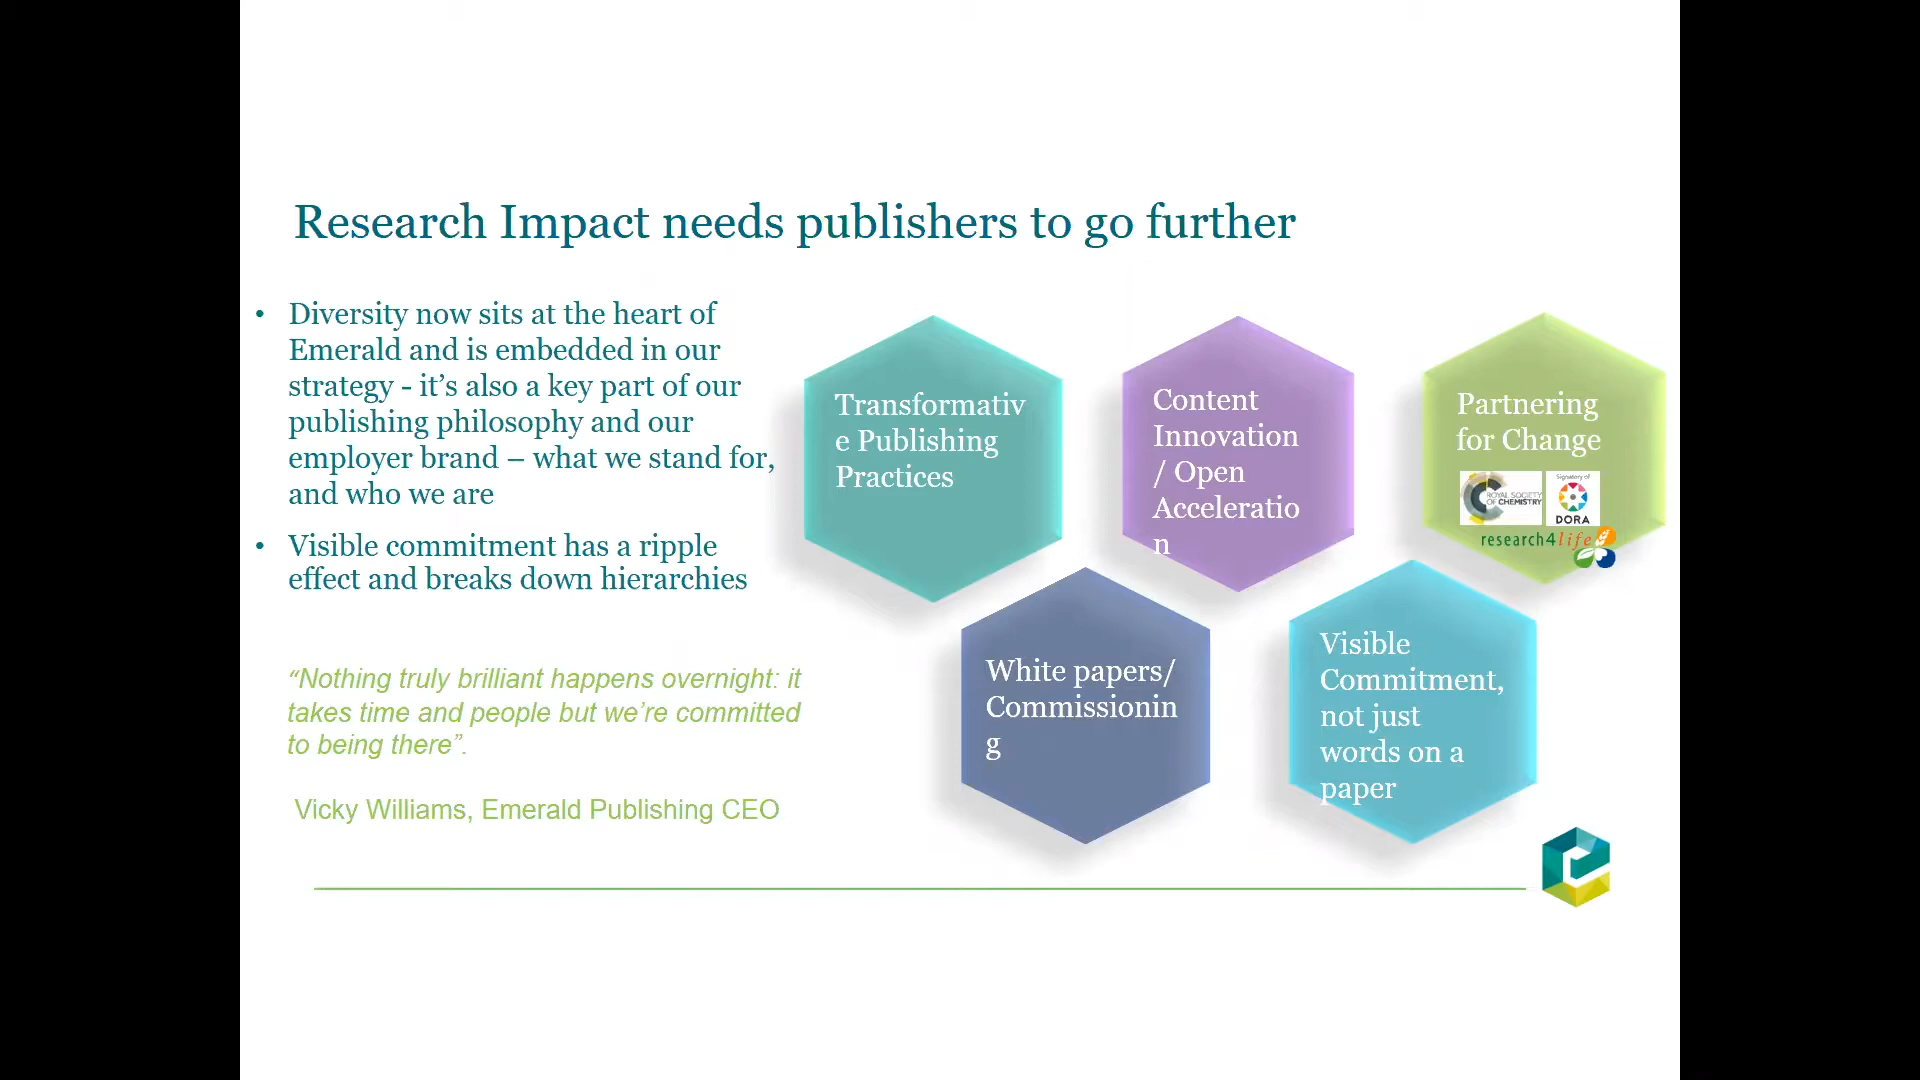 Research Impact needs publishers to go further
• Diversity now sits at the heart of
Emerald and is embedded in our
strategy - it’s also a key part of our
publishing philosophy and our
employer brand – what we stand for,
and who we are
• Visible commitment has a ripple
effect and breaks down hierarchies
“Nothing truly brilliant happens overnight: it
takes time and people but we’re committed
to being there”.
Vicky Williams, Emerald Publishing CEO
Transformativ
e Publishing
Practices
Content
Innovation
/ Open
Acceleratio
n
Partnering
for Change
ROYAL SOCIETY
OF CHEMISTRY
Signatory of
DORA
research4life
White papers/
Commissionin
g
Visible
Commitment,
not just
words on a
paper